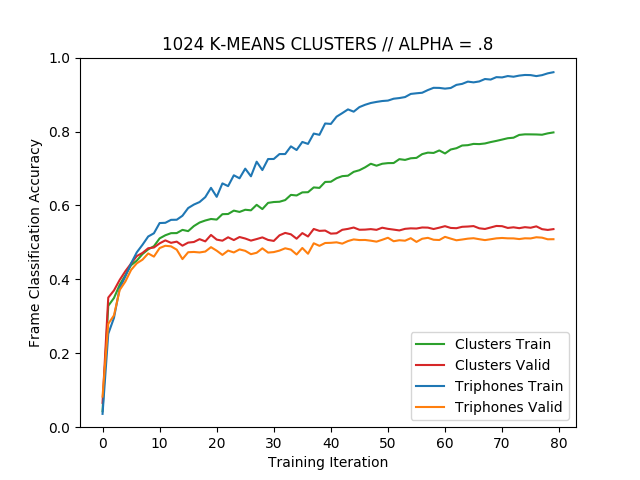 1024 K-MEANS CLUSTERS // ALPHA = .8
Frame Classification Accuracy
1.0
0.8
0.6
0.4
0.2
0.0
Clusters Train
Clusters Valid
Triphones Train
Triphones Valid
0 10 20 30 40 50 60 70 80
Training Iteration